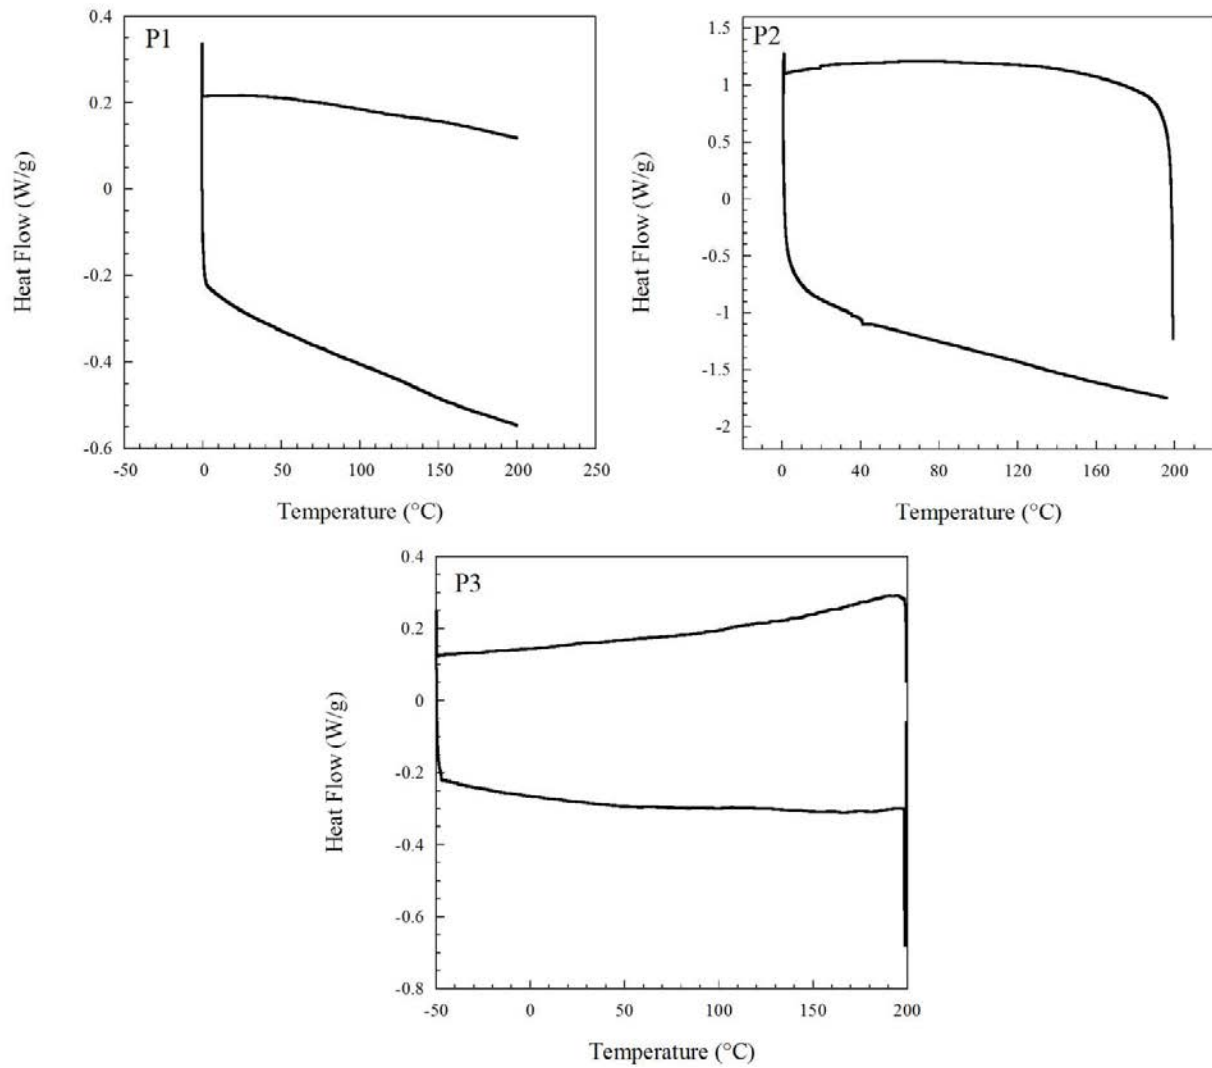 P1
Heat Flow (W/g)
0.4
0.2
0
-0.2
-0.4
-0.6
-50 0 50 100 150 200 250
Temperature (°C)
P2
Heat Flow (W/g)
1.5
1
0.5
0
-0.5
-1
-1.5
-2
0 40 80 120 160 200
Temperature (°C)
P3
Heat Flow (W/g)
0.4
0.2
0
-0.2
-0.4
-0.6
-0.8
-50 0 50 100 150 200
Temperature (°C)